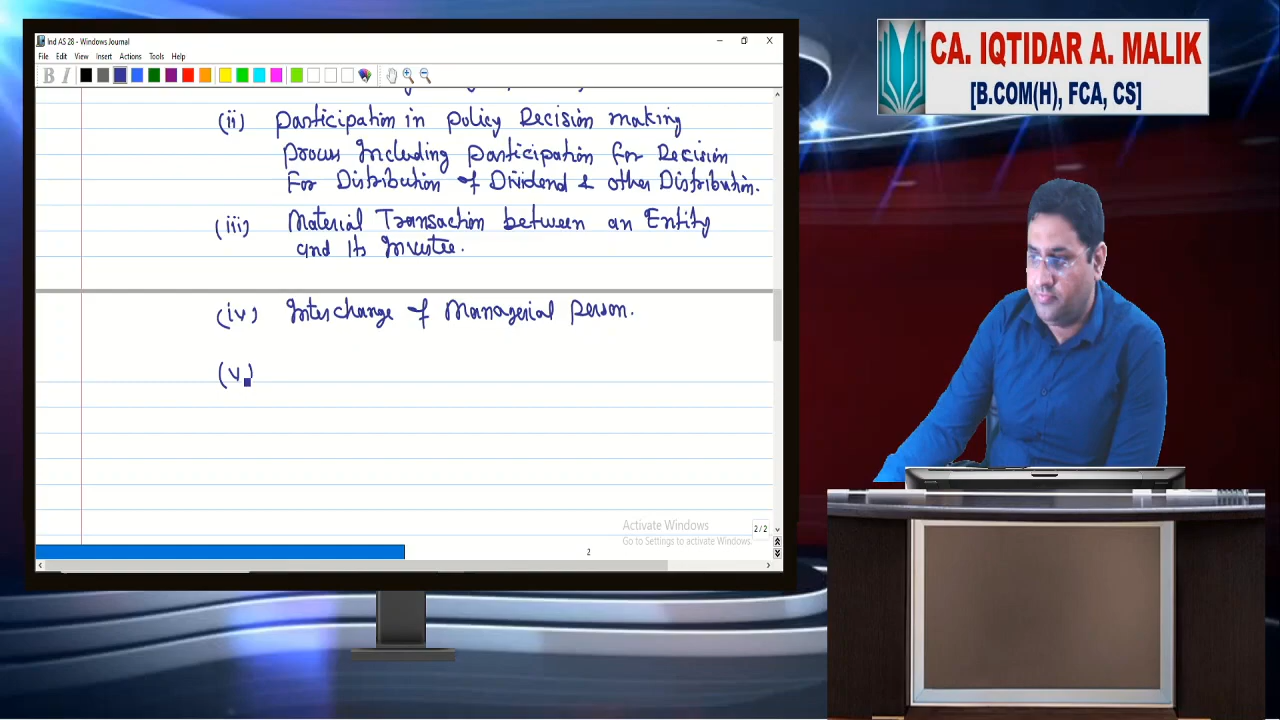 Ind AS 28 - Windows Journal
File Edit View Insert Actions Tools Help
B I
(ii) Participation in policy Decision making
process Including participation for Decision
For Distribution of Dividend & other Distribution.
(iii) Material Transaction between an Entity
and Its Investee.
(iv) Interchange of Managerial person.
(v)
Activate Windows
Go to Settings to activate Windows.
2 / 2
2
CA. IQTIDAR A. MALIK
[B.COM(H), FCA, CS]